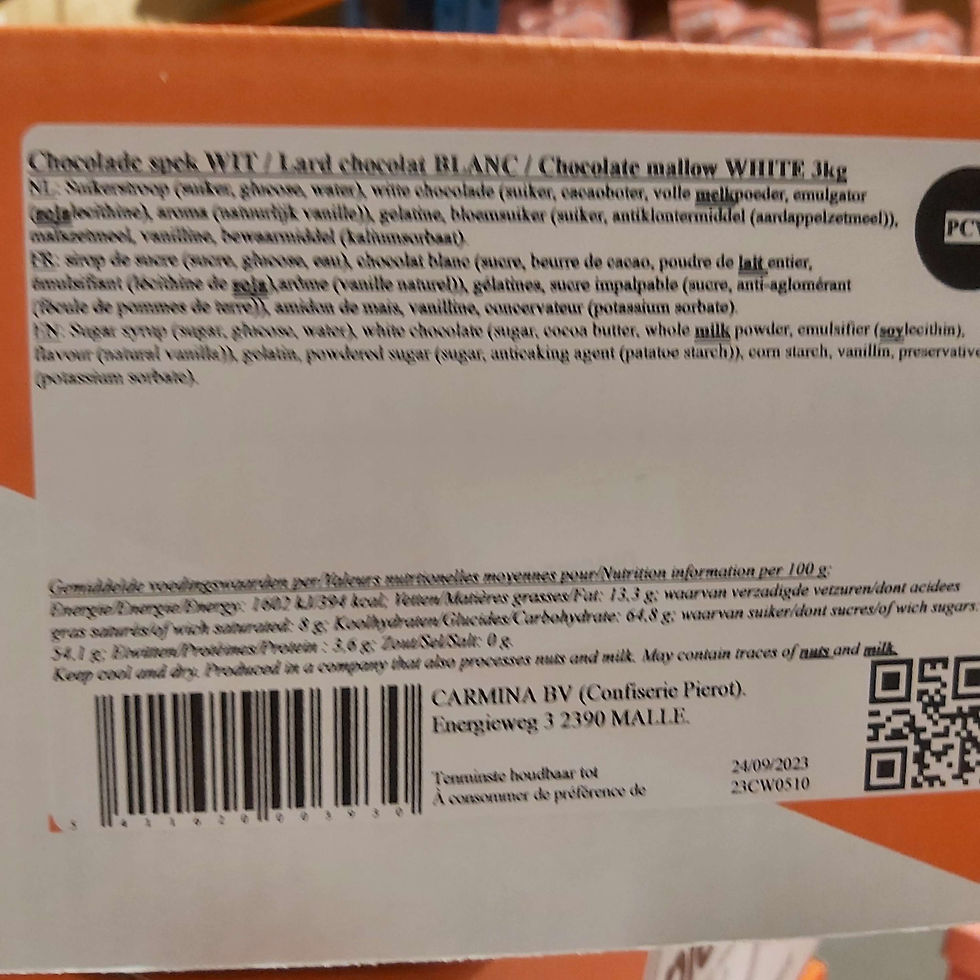 Chocolade spek WIT / Lard chocolat BLANC / Chocolate mallow WHITE 3kg
NL: Suikerstroop (suiker, glucose, water), witte chocolade (suiker, cacaoboter, volle melkpoeder, emulgator
(sojalecithine), aroma (natuurlijk vanille)), gelatine, bloemsuiker (suiker, antiklontermiddel (aardappelzetmeel)),
maïszetmeel, vanilline, bewaarmiddel (kaliumsorbaat).
FR: sirop de sucre (sucre, glucose, eau), chocolat blanc (sucre, beurre de cacao, poudre de lait entier,
émulsifiant (lécithine de soja), arôme (vanille naturel)), gélatines, sucre impalpable (sucre, anti-aglomérant
(fécule de pommes de terre)), amidon de maïs, vanilline, concervateur (potassium sorbate).
EN: Sugar syrup (sugar, glucose, water), white chocolate (sugar, cocoa butter, whole milk powder, emulsifier (soylecithin),
flavour (natural vanilla)), gelatin, powdered sugar (sugar, anticaking agent (patatoe starch)), corn starch, vanillin, preservative
(potassium sorbate).
PCW
Gemiddelde voedingswaarden per/Valeurs nutritionelles moyennes pour/Nutrition information per 100 g:
Energie/Energie/Energy: 1602 kJ/394 kcal; Vetten/Matières grasses/Fat: 13,3 g; waarvan verzadigde vetzuren/dont acidees
gras saturés/of wich saturated: 8 g; Koolhydraten/Glucides/Carbohydrate: 64,8 g; waarvan suiker/dont sucres/of wich sugars:
54,1 g; Eiwitten/Protéines/Protein : 3,6 g; Zout/Sel/Salt: 0 g.
Keep cool and dry. Produced in a company that also processes nuts and milk. May contain traces of nuts and milk.
CARMINA BV (Confiserie Pierot).
Energieweg 3 2390 MALLE.
Tenminste houdbaar tot 24/09/2023
À consommer de préférence de 23CW0510